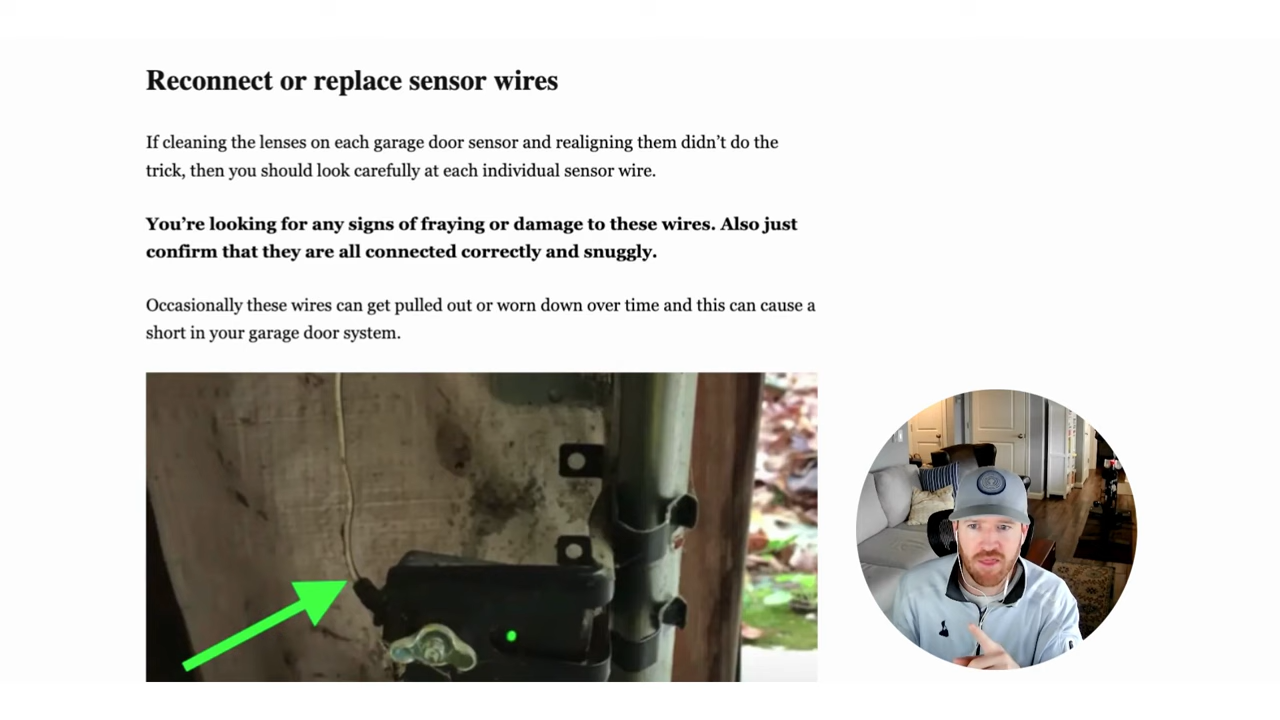 Reconnect or replace sensor wires
If cleaning the lenses on each garage door sensor and realigning them didn’t do the
trick, then you should look carefully at each individual sensor wire.
You’re looking for any signs of fraying or damage to these wires. Also just
confirm that they are all connected correctly and snuggly.
Occasionally these wires can get pulled out or worn down over time and this can cause a
short in your garage door system.